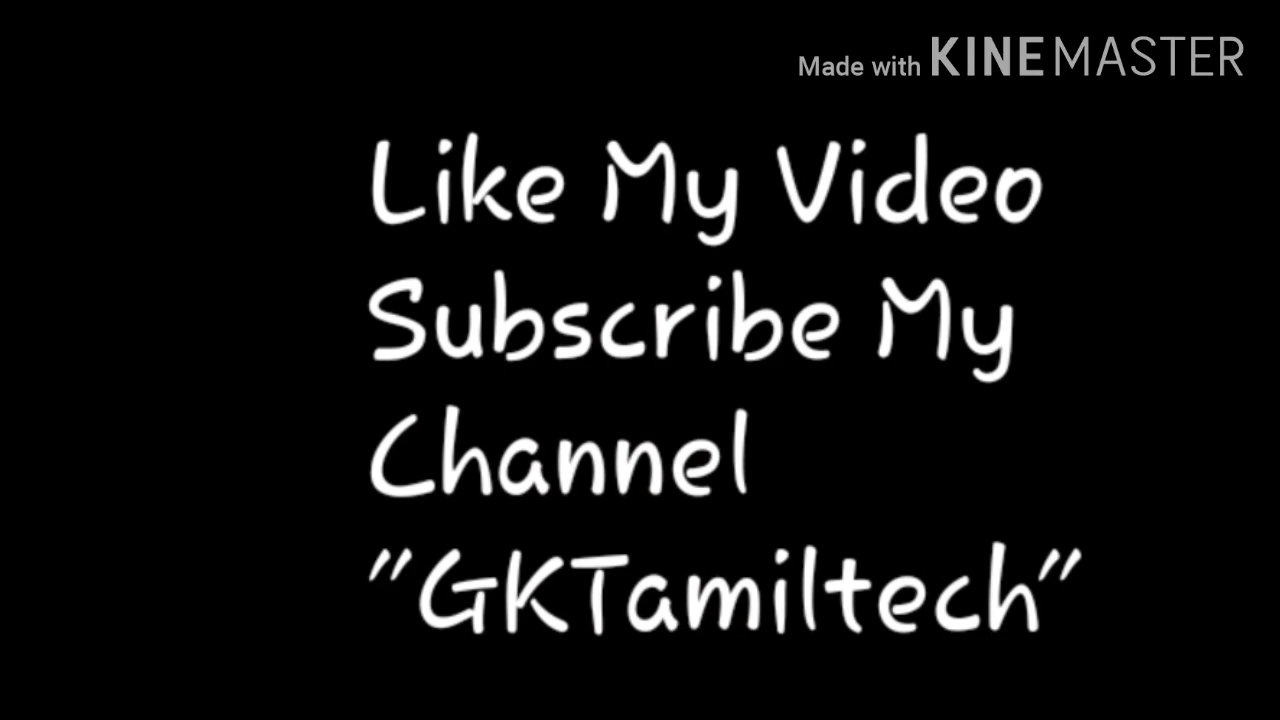 Made with KINEMASTER
Like My Video
Subscribe My
Channel
"GKTamiltech"